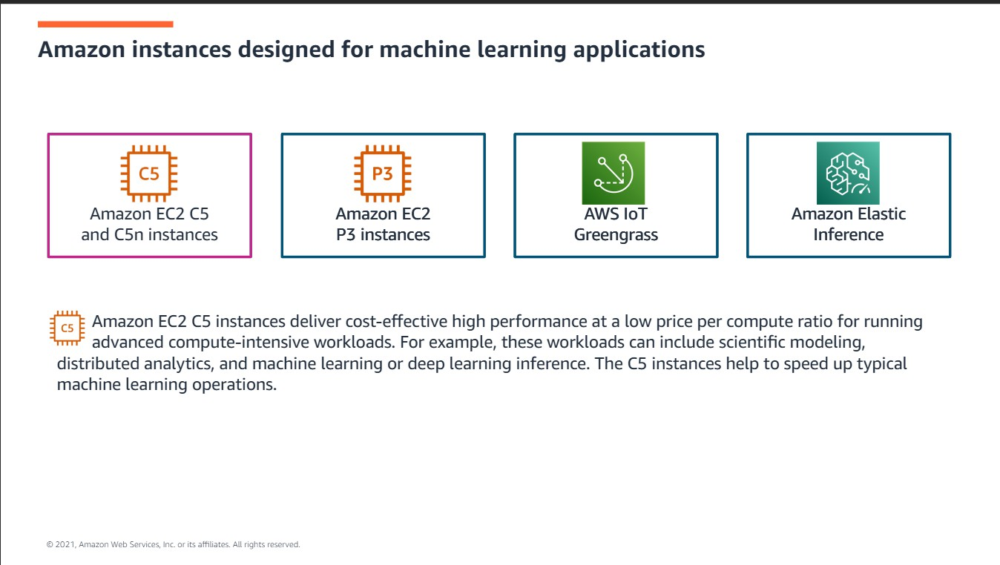 Amazon instances designed for machine learning applications
C5
Amazon EC2 C5
and C5n instances
P3
Amazon EC2
P3 instances
AWS IoT
Greengrass
Amazon Elastic
Inference
C5
Amazon EC2 C5 instances deliver cost-effective high performance at a low price per compute ratio for running
advanced compute-intensive workloads. For example, these workloads can include scientific modeling,
distributed analytics, and machine learning or deep learning inference. The C5 instances help to speed up typical
machine learning operations.
© 2021, Amazon Web Services, Inc. or its affiliates. All rights reserved.